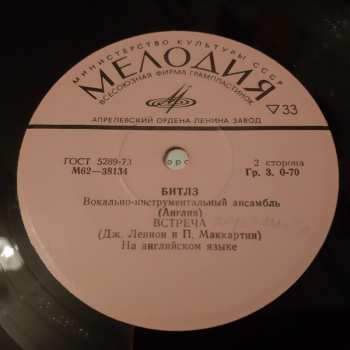 МИНИСТЕРСТВО КУЛЬТУРЫ СССР
МЕЛОДИЯ
ВСЕСОЮЗНАЯ ФИРМА ГРАМПЛАСТИНОК
33
АПРЕЛЕВСКИЙ ОРДЕНА ЛЕНИНА ЗАВОД
ГОСТ 5289-73
М62—38134
2 сторона
Гр. 3. 0-70
БИТЛЗ
Вокально-инструментальный ансамбль
(Англия)
ВСТРЕЧА
(Дж. Леннон и П. Маккартни)
На английском языке